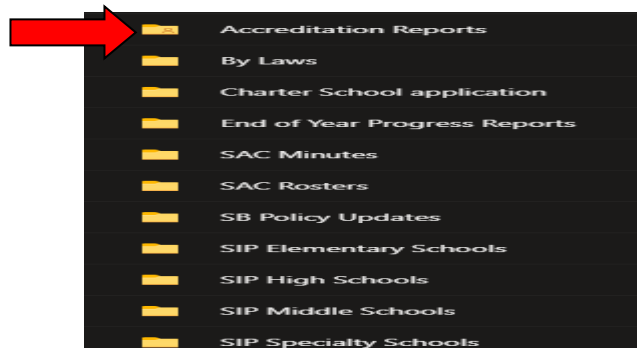 Accreditation Reports
By Laws
Charter School application
End of Year Progress Reports
SAC Minutes
SAC Rosters
SB Policy Updates
SIP Elementary Schools
SIP High Schools
SIP Middle Schools
SIP Specialty Schools